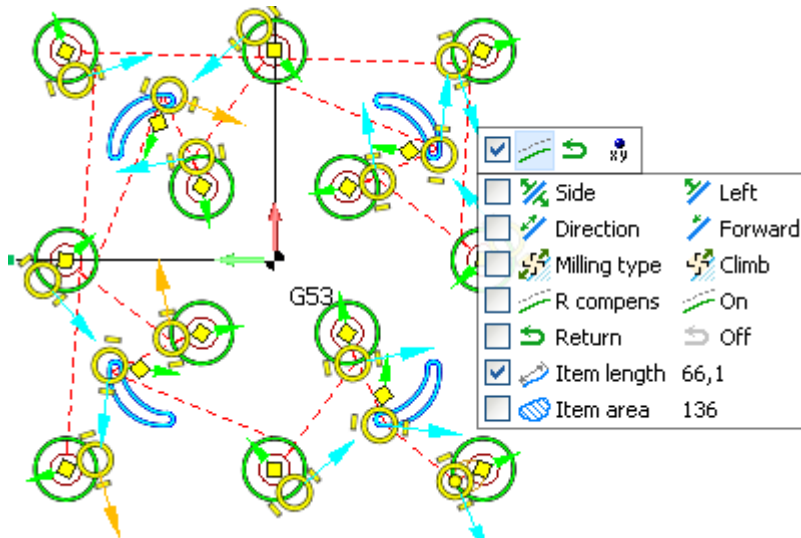 xy
Side Left
Direction Forward
Milling type Climb
G53
R compens On
Return Off
Item length 66,1
Item area 136